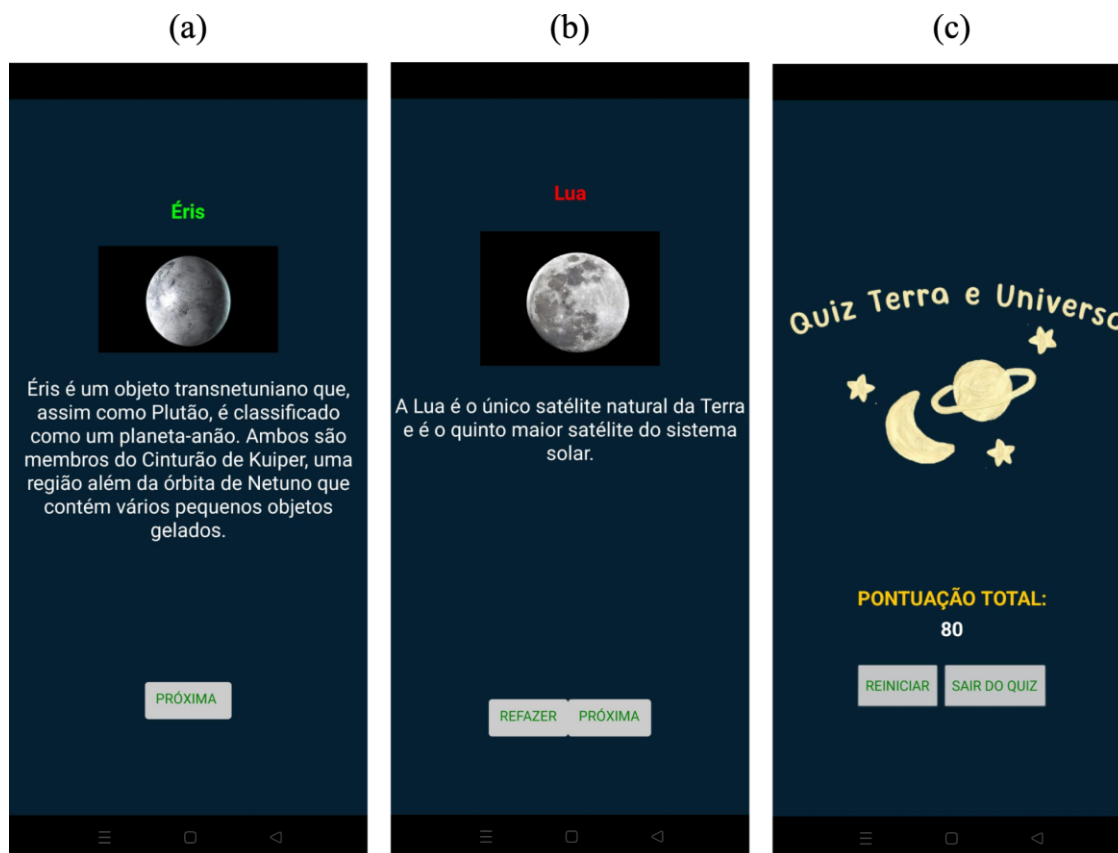 (a)
Éris
Éris é um objeto transnetuniano que,
assim como Plutão, é classificado
como um planeta-anão. Ambos são
membros do Cinturão de Kuiper, uma
região além da órbita de Netuno que
contém vários pequenos objetos
gelados.
PRÓXIMA
(b)
Lua
A Lua é o único satélite natural da Terra
e é o quinto maior satélite do sistema
solar.
REFAZER PRÓXIMA
(c)
Quiz Terra e Universo
PONTUAÇÃO TOTAL:
80
REINICIAR SAIR DO QUIZ